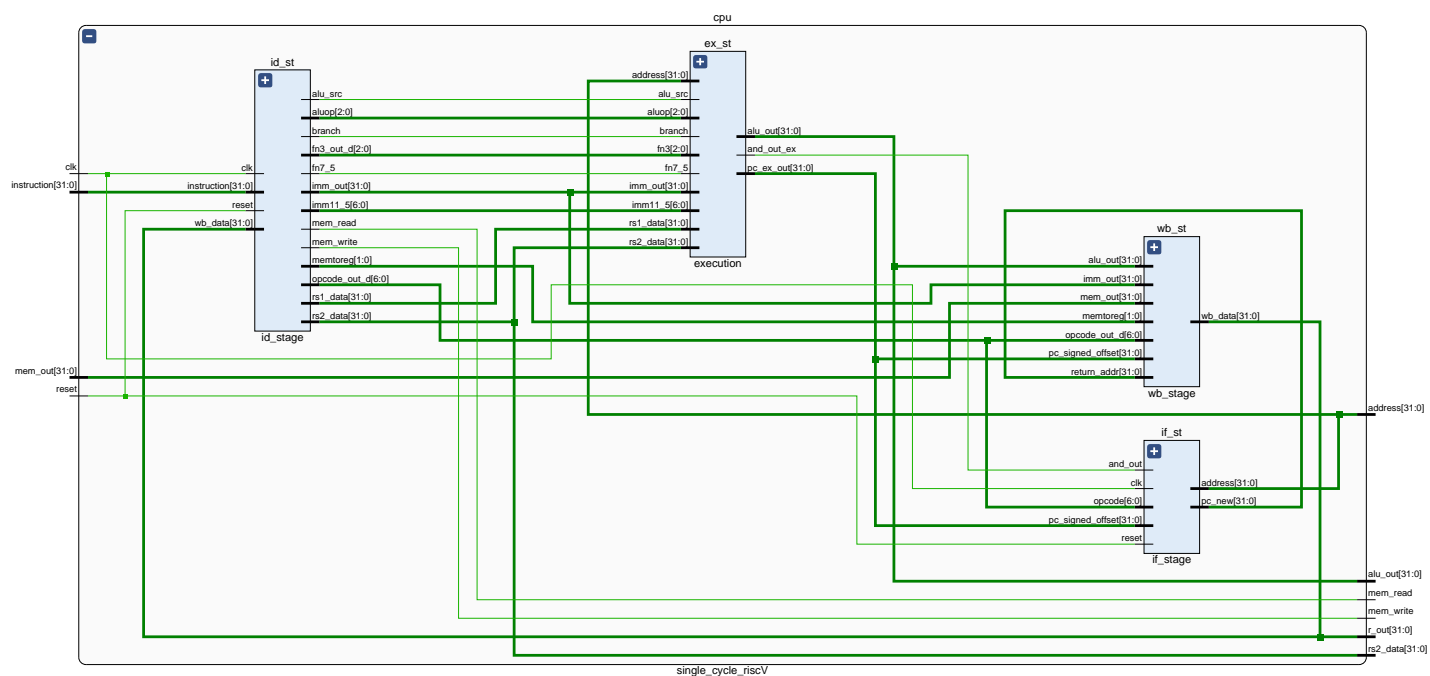 cpu
id_st
alu_src
aluop[2:0]
branch
fn3_out_d[2:0]
clk
fn7_5
instruction[31:0]
imm_out[31:0]
reset
imm11_5[6:0]
wb_data[31:0]
mem_read
mem_write
memtoreg[1:0]
opcode_out_d[6:0]
rs1_data[31:0]
rs2_data[31:0]
id_stage
clk
instruction[31:0]
mem_out[31:0]
reset
ex_st
address[31:0]
alu_src
aluop[2:0]
alu_out[31:0]
branch
and_out_ex
fn3[2:0]
pc_ex_out[31:0]
fn7_5
imm_out[31:0]
imm11_5[6:0]
rs1_data[31:0]
rs2_data[31:0]
execution
wb_st
alu_out[31:0]
imm_out[31:0]
mem_out[31:0]
memtoreg[1:0]
wb_data[31:0]
opcode_out_d[6:0]
pc_signed_offset[31:0]
return_addr[31:0]
wb_stage
if_st
and_out
clk
address[31:0]
opcode[6:0]
pc_new[31:0]
pc_signed_offset[31:0]
reset
if_stage
address[31:0]
alu_out[31:0]
mem_read
mem_write
r_out[31:0]
rs2_data[31:0]
single_cycle_riscV